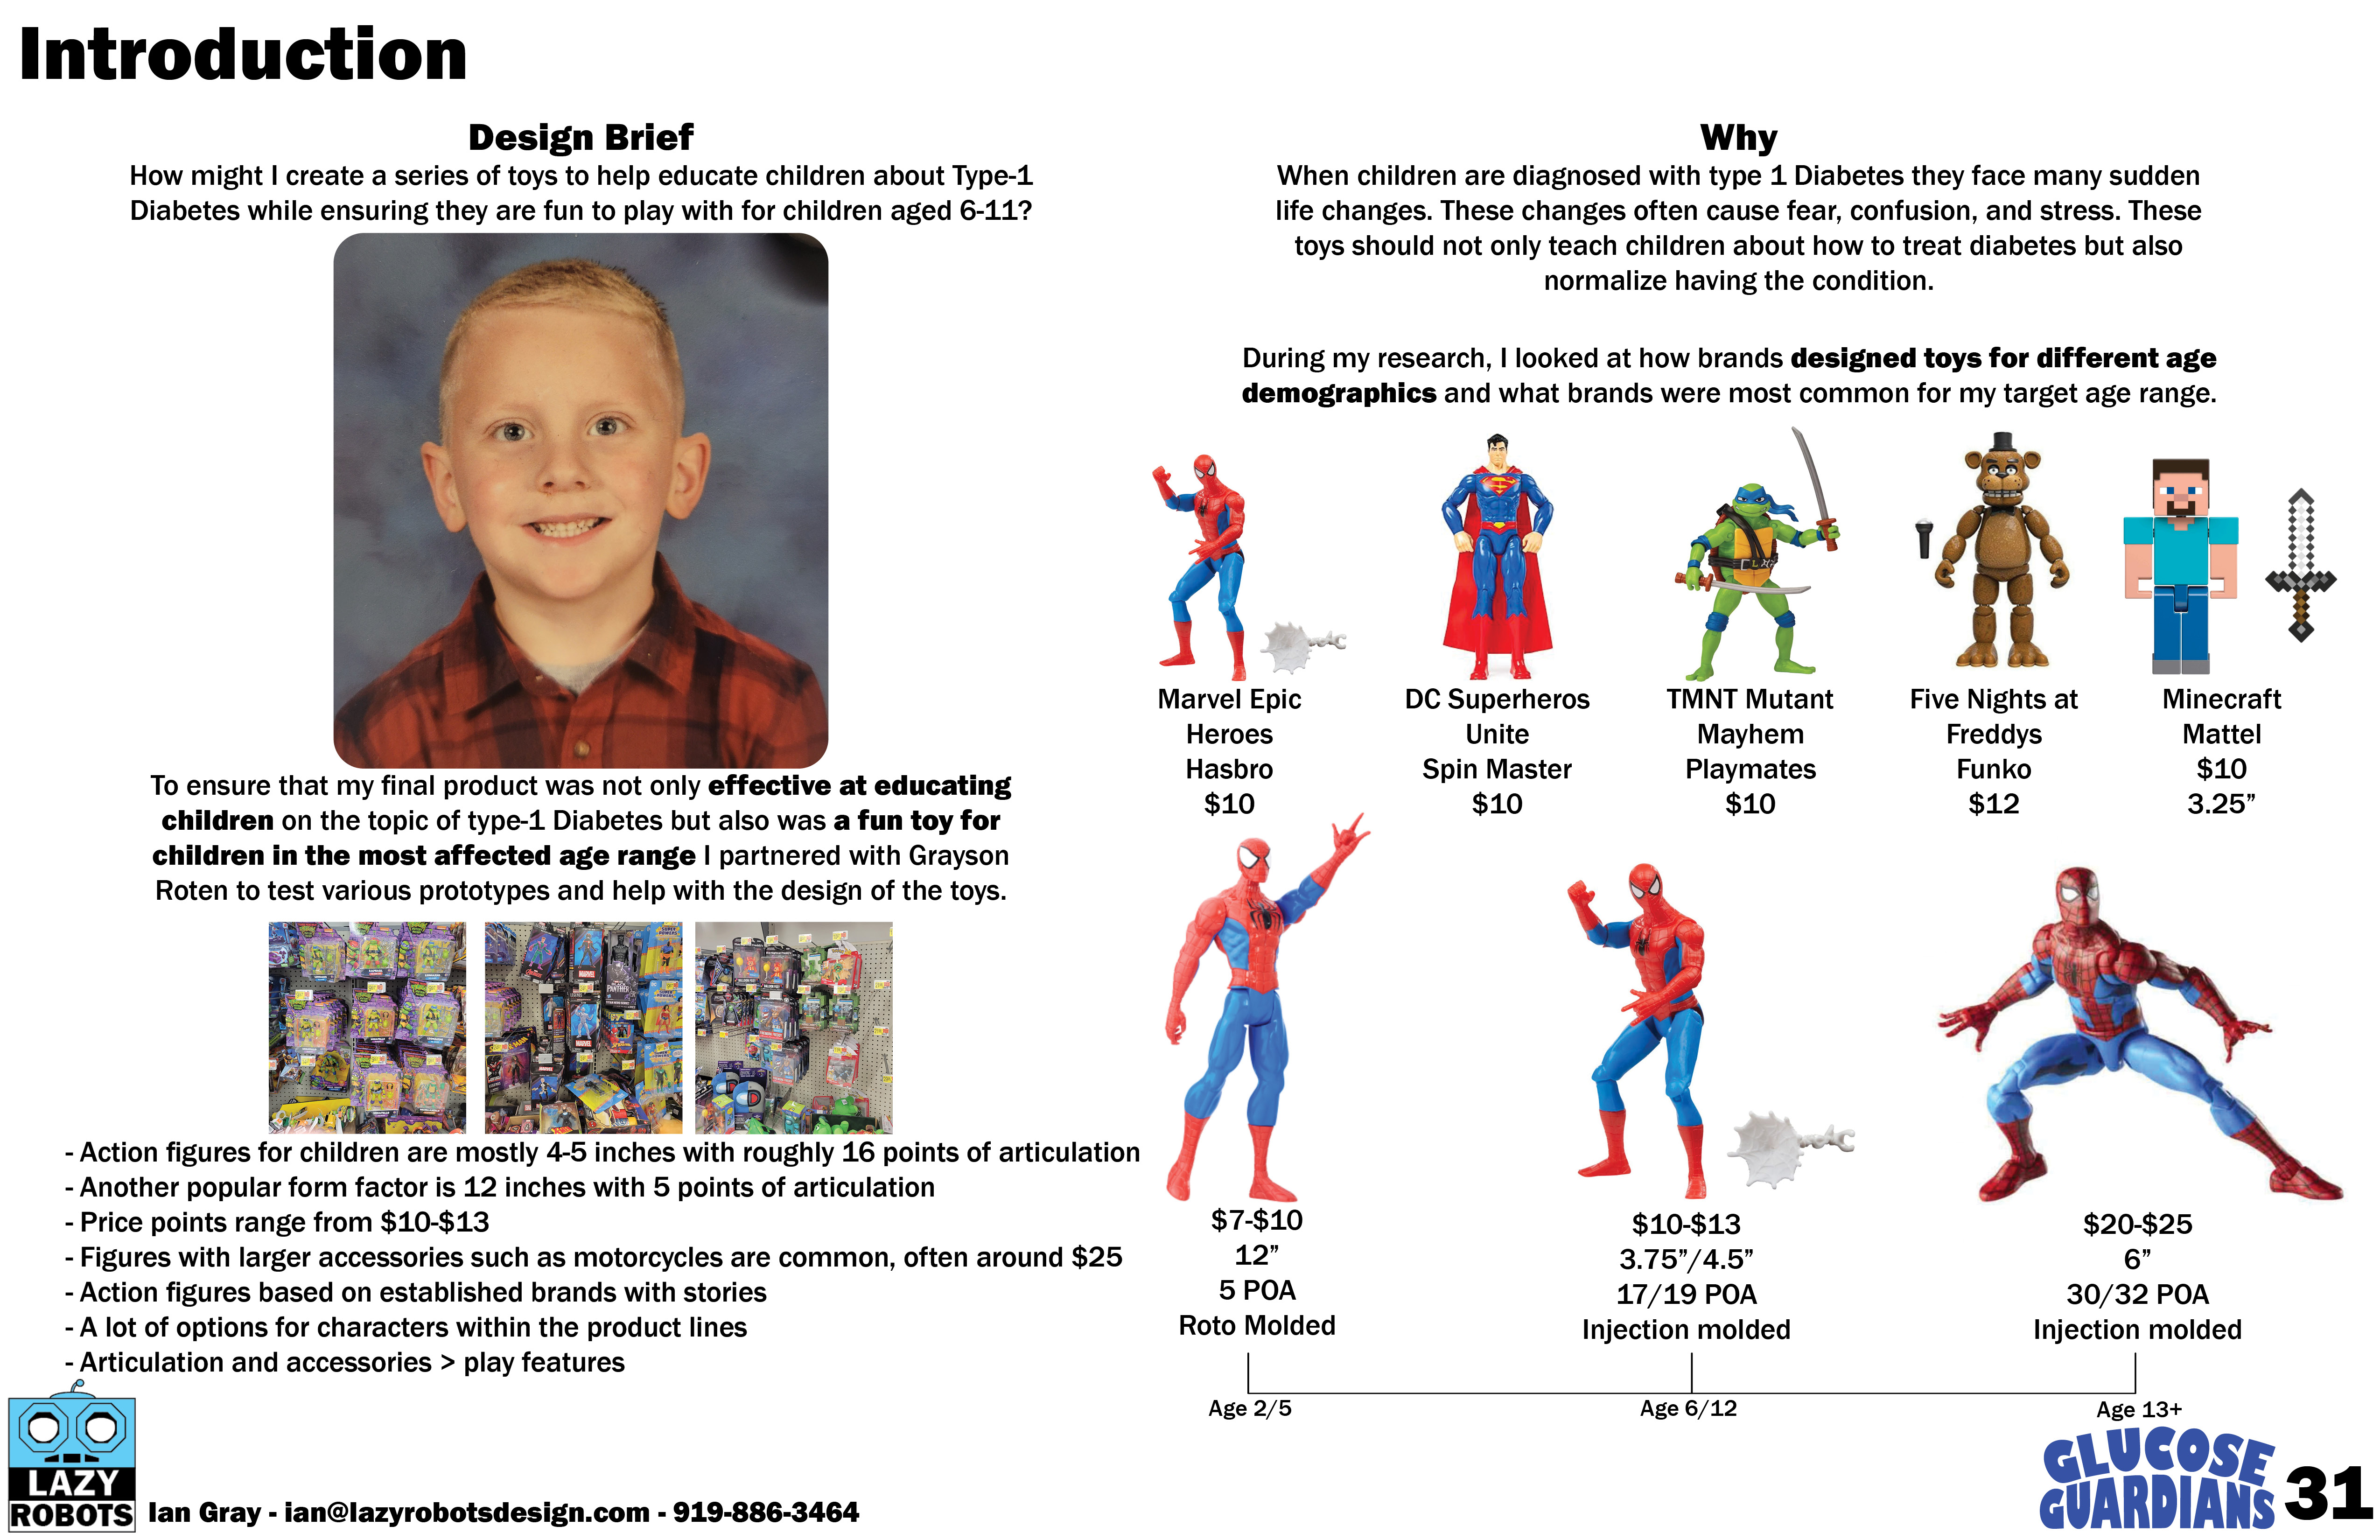 Introduction
Design Brief
How might I create a series of toys to help educate children about Type-1
Diabetes while ensuring they are fun to play with for children aged 6-11?
To ensure that my final product was not only effective at educating
children on the topic of type-1 Diabetes but also was a fun toy for
children in the most affected age range I partnered with Grayson
Roten to test various prototypes and help with the design of the toys.
- Action figures for children are mostly 4-5 inches with roughly 16 points of articulation
- Another popular form factor is 12 inches with 5 points of articulation
- Price points range from $10-$13
- Figures with larger accessories such as motorcycles are common, often around $25
- Action figures based on established brands with stories
- A lot of options for characters within the product lines
- Articulation and accessories > play features
Why
When children are diagnosed with type 1 Diabetes they face many sudden
life changes. These changes often cause fear, confusion, and stress. These
toys should not only teach children about how to treat diabetes but also
normalize having the condition.
During my research, I looked at how brands designed toys for different age
demographics and what brands were most common for my target age range.
Marvel Epic
Heroes
Hasbro
$10
DC Superheros
Unite
Spin Master
$10
TMNT Mutant
Mayhem
Playmates
$10
Five Nights at
Freddys
Funko
$12
Minecraft
Mattel
$10
3.25”
$7-$10
12”
5 POA
Roto Molded
Age 2/5
$10-$13
3.75”/4.5”
17/19 POA
Injection molded
Age 6/12
$20-$25
6”
30/32 POA
Injection molded
Age 13+
LAZY
ROBOTS
Ian Gray - ian@lazyrobotsdesign.com - 919-886-3464
GLUCOSE
GUARDIANS
31